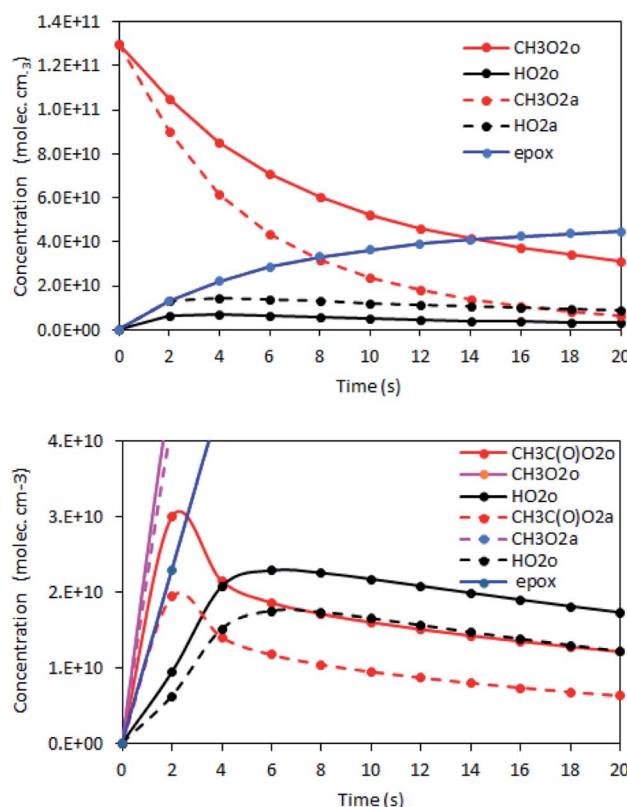 1.4E+11
1.2E+11
1.0E+11
8.0E+10
6.0E+10
4.0E+10
2.0E+10
0.0E+00
Concentration (molec. cm-3)
CH3O2o
HO2o
CH3O2a
HO2a
epox
0 2 4 6 8 10 12 14 16 18 20
Time (s)
4.E+10
3.E+10
2.E+10
1.E+10
0.E+00
Concentration (molec. cm-3)
CH3C(O)O2o
CH3O2o
HO2o
CH3C(O)O2a
CH3O2a
HO2o
epox
0 2 4 6 8 10 12 14 16 18 20
Time (s)